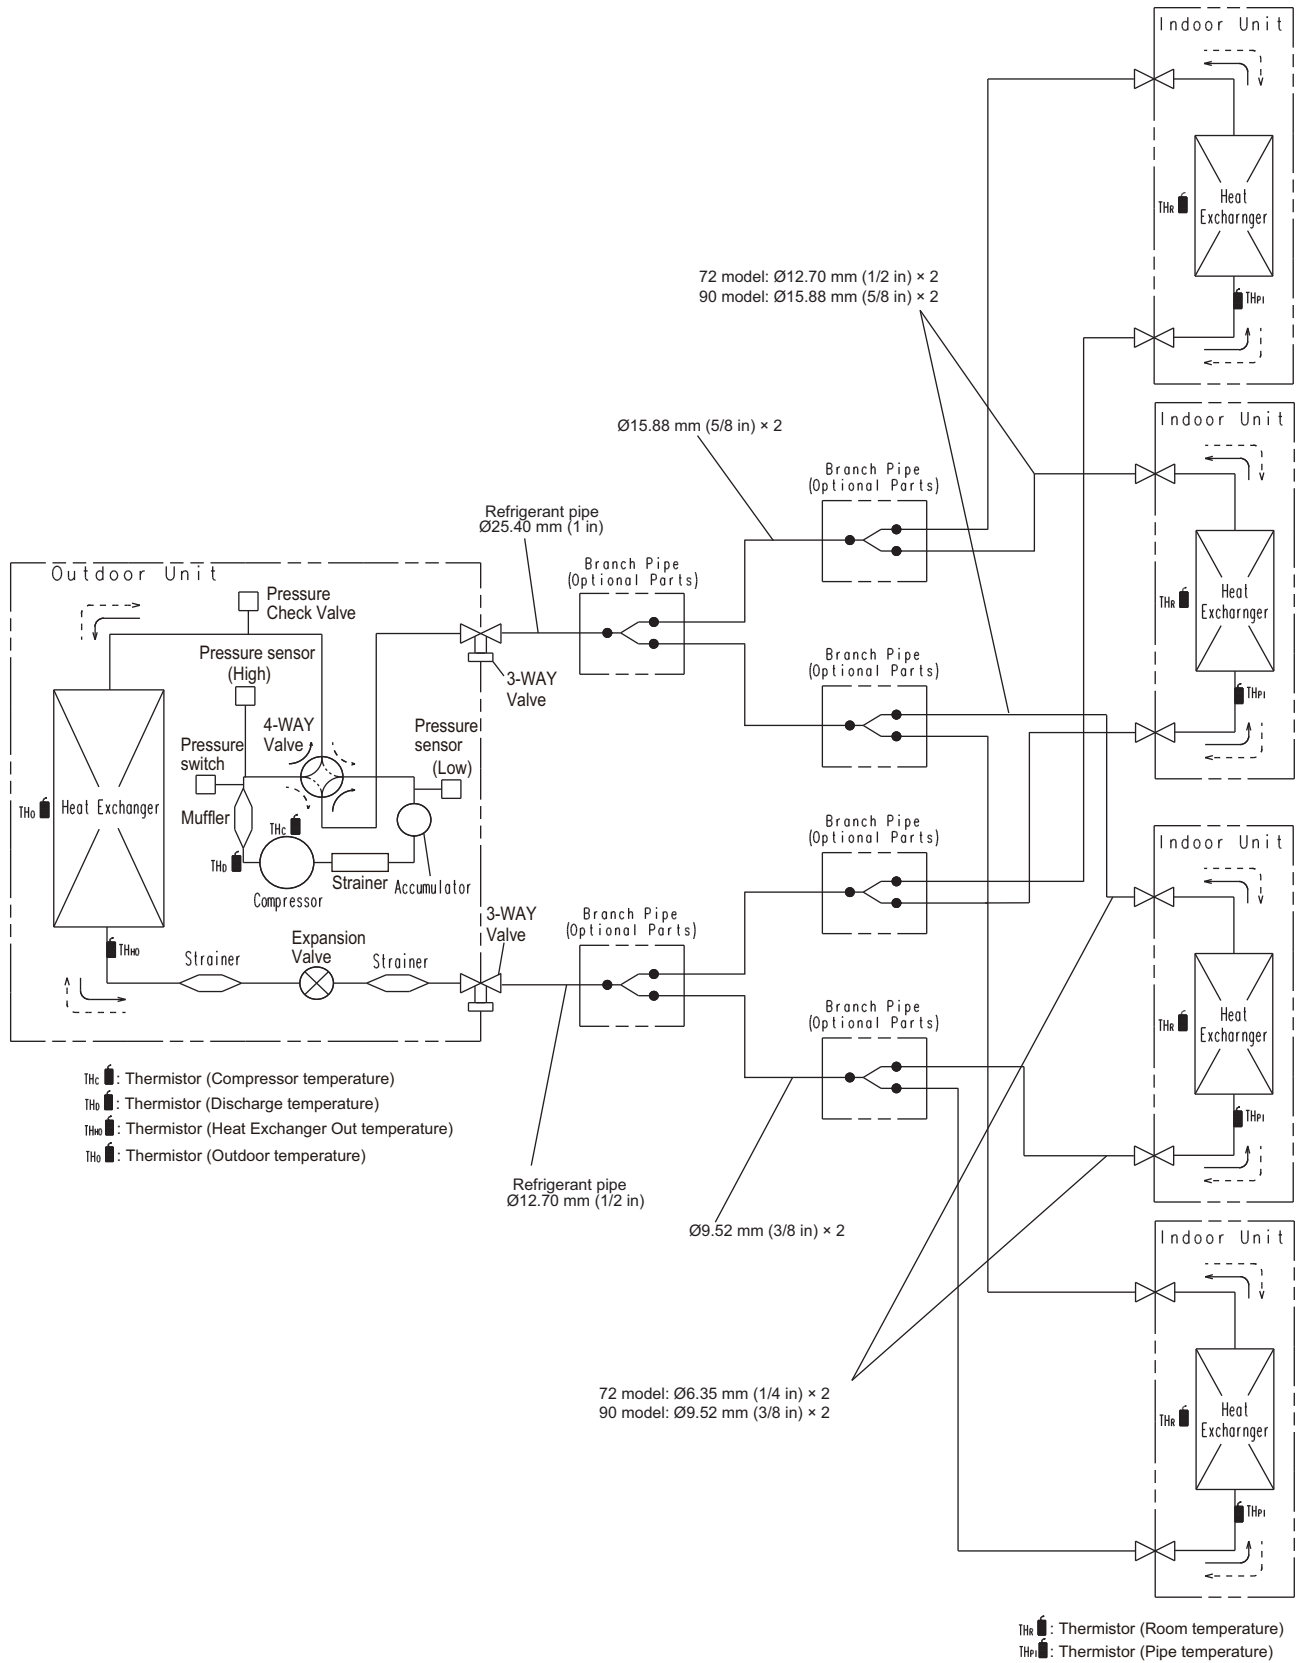 Indoor Unit
THR
Heat
Excharnger
THPI
72 model: Ø12.70 mm (1/2 in) × 2
90 model: Ø15.88 mm (5/8 in) × 2
Indoor Unit
THR
Heat
Excharnger
THPI
Ø15.88 mm (5/8 in) × 2
Branch Pipe
(Optional Parts)
Refrigerant pipe
Ø25.40 mm (1 in)
Branch Pipe
(Optional Parts)
Outdoor Unit
Pressure
Check Valve
Pressure sensor
(High)
3-WAY
Valve
Branch Pipe
(Optional Parts)
4-WAY
Valve
Pressure
sensor
(Low)
Pressure
switch
THO
Heat Exchanger
Muffler
THC
THD
Compressor
Strainer
Accumulator
Branch Pipe
(Optional Parts)
Indoor Unit
THR
Heat
Excharnger
THPI
3-WAY
Valve
Branch Pipe
(Optional Parts)
THHO
Strainer
Expansion
Valve
Strainer
Branch Pipe
(Optional Parts)
THC : Thermistor (Compressor temperature)
THD : Thermistor (Discharge temperature)
THHO : Thermistor (Heat Exchanger Out temperature)
THO : Thermistor (Outdoor temperature)
Refrigerant pipe
Ø12.70 mm (1/2 in)
Ø9.52 mm (3/8 in) × 2
Indoor Unit
THR
Heat
Excharnger
THPI
72 model: Ø6.35 mm (1/4 in) × 2
90 model: Ø9.52 mm (3/8 in) × 2
THR : Thermistor (Room temperature)
THPI : Thermistor (Pipe temperature)